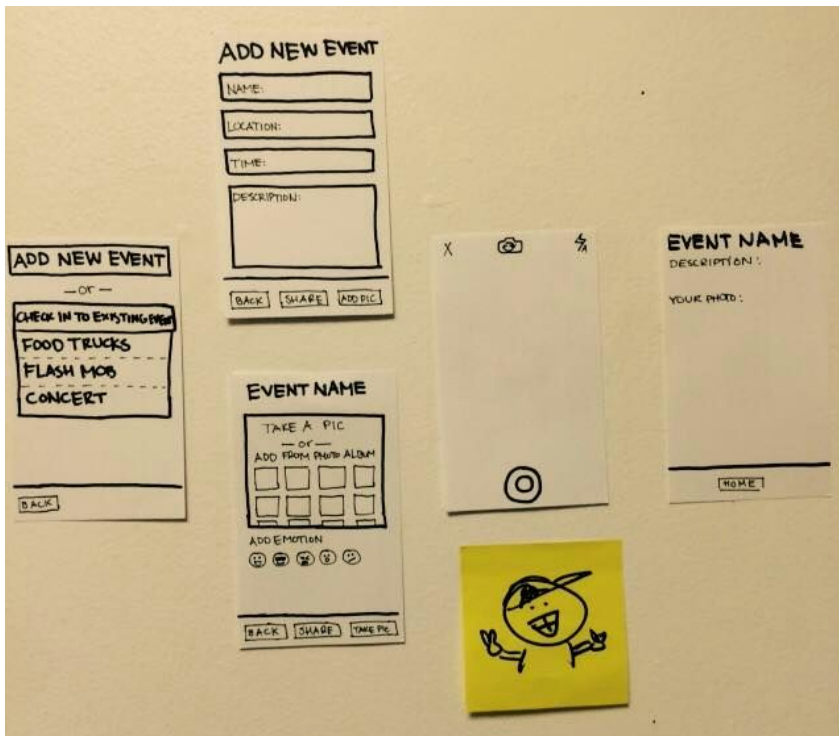 ADD NEW EVENT
— or —
CHECK IN TO EXISTING EVENT
FOOD TRUCKS
FLASH MOB
CONCERT
BACK
ADD NEW EVENT
NAME:
LOCATION:
TIME:
DESCRIPTION:
BACK SHARE ADD PIC
EVENT NAME
TAKE A PIC
— or —
ADD FROM PHOTO ALBUM
ADD EMOTION
BACK SHARE TAKE PIC
X A
EVENT NAME
DESCRIPTION:
YOUR PHOTO:
HOME